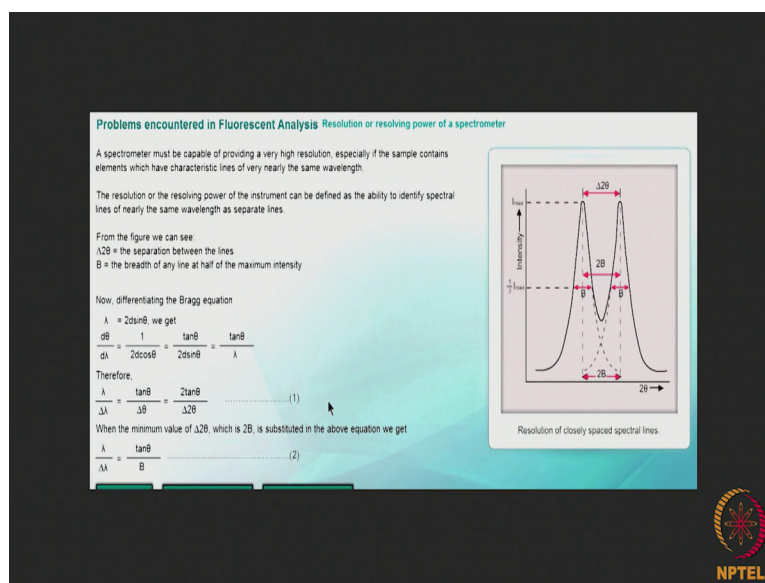 Problems encountered in Fluorescent Analysis Resolution or resolving power of a spectrometer
A spectrometer must be capable of providing a very high resolution, especially if the sample contains
elements which have characteristic lines of very nearly the same wavelength.
The resolution or the resolving power of the instrument can be defined as the ability to identify spectral
lines of nearly the same wavelength as separate lines.
From the figure we can see:
Δ2θ = the separation between the lines
B = the breadth of any line at half of the maximum intensity
Now, differentiating the Bragg equation
λ = 2dsinθ, we get
dθ/dλ = 1/2dcosθ = tanθ/2dsinθ = tanθ/λ
Therefore,
λ/Δλ = tanθ/Δθ = 2tanθ/Δ2θ ..............................(1)
When the minimum value of Δ2θ, which is 2B, is substituted in the above equation we get
λ/Δλ = tanθ/B ..............................(2)
Δ2θ
Imax
Intensity
2B
½ Imax
B
B
2B
2θ
Resolution of closely spaced spectral lines.
NPTEL